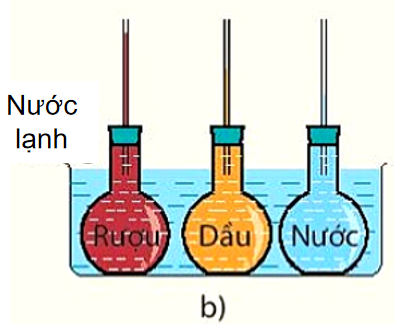 Nước
lạnh
Rượu Dầu Nước
b)